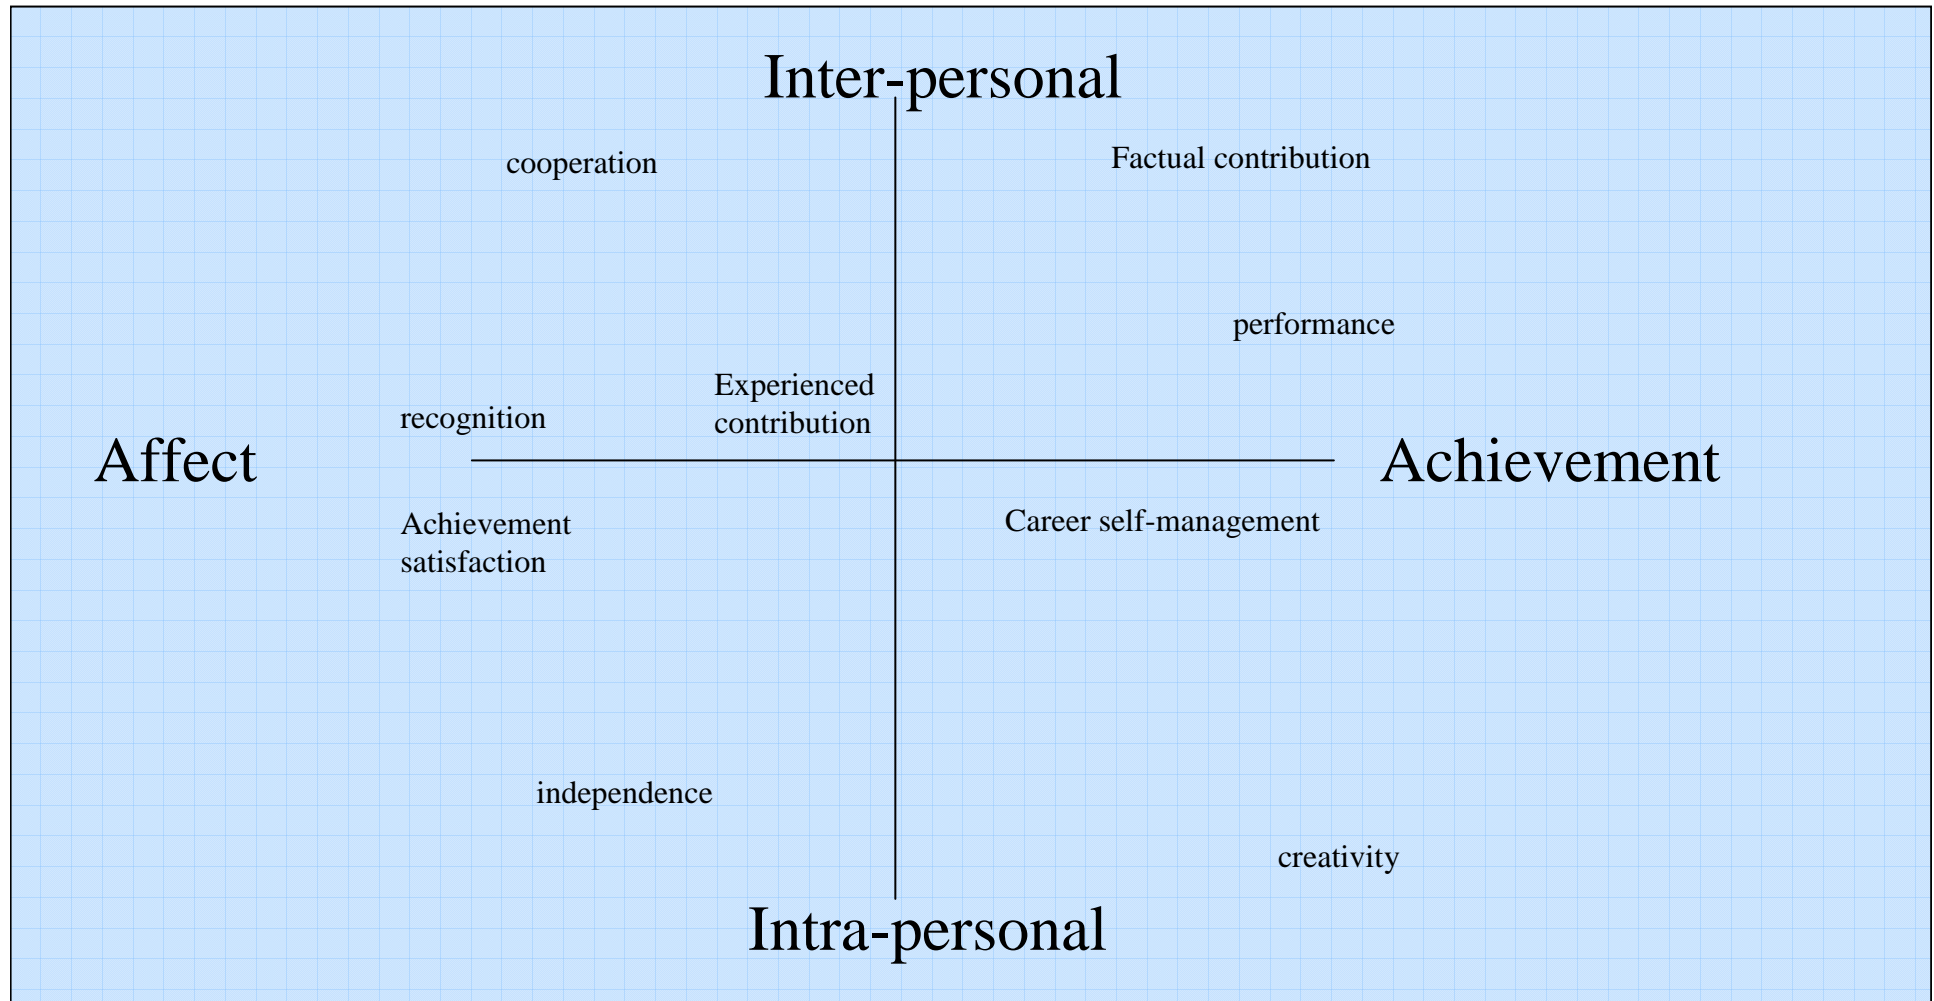 Inter-personal
cooperation
Factual contribution
performance
Experienced
contribution
recognition
Affect
Achievement
Achievement
satisfaction
Career self-management
independence
creativity
Intra-personal